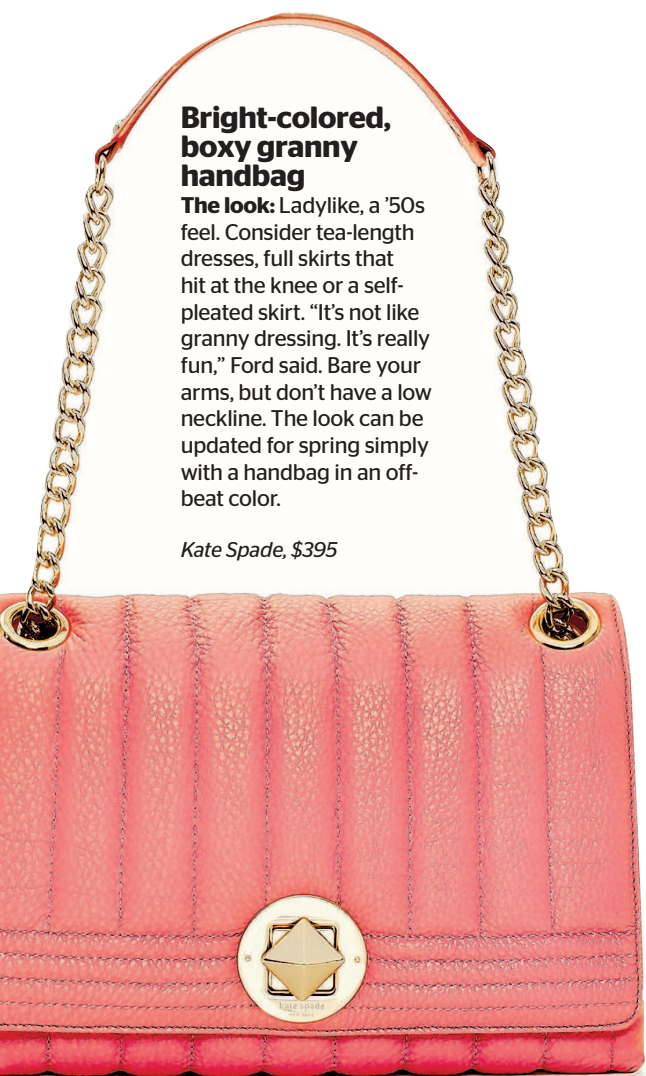 Bright-colored,
boxy granny
handbag
The look: Ladylike, a ’50s
feel. Consider tea-length
dresses, full skirts that
hit at the knee or a self-
pleated skirt. “It’s not like
granny dressing. It’s really
fun,” Ford said. Bare your
arms, but don’t have a low
neckline. The look can be
updated for spring simply
with a handbag in an off-
beat color.
Kate Spade, $395
kate spade
NEW YORK